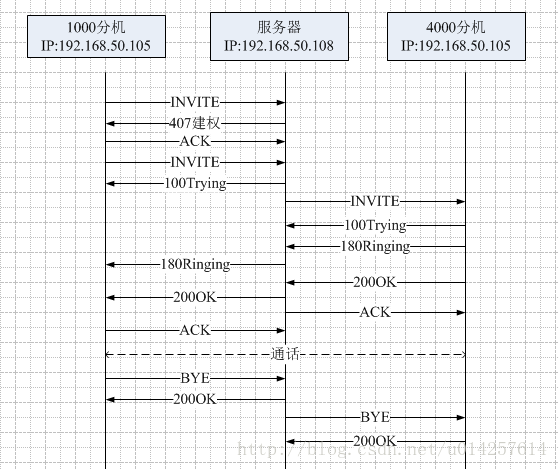 1000分机
IP:192.168.50.105
服务器
IP:192.168.50.108
4000分机
IP:192.168.50.105
INVITE
407建权
ACK
INVITE
100Trying
INVITE
100Trying
180Ringing
180Ringing
200OK
200OK
ACK
ACK
通话
BYE
200OK
BYE
200OK
http://blog.csdn.net/u014257614